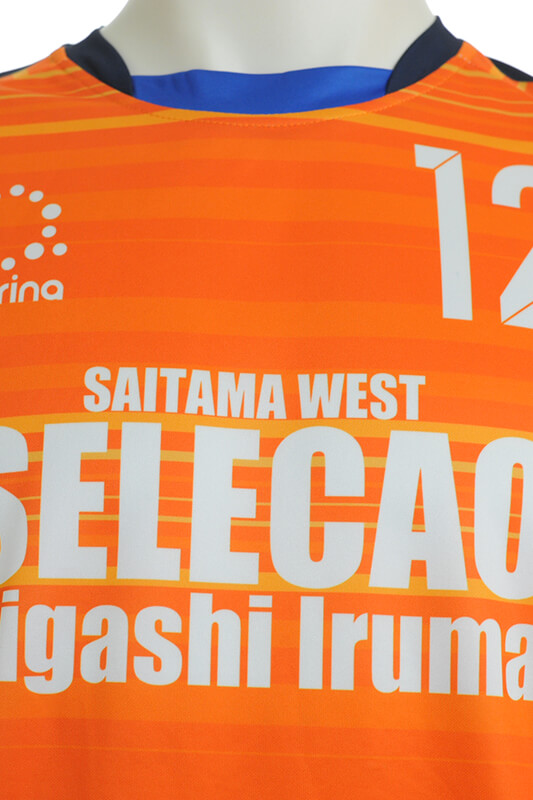 12
rina
SAITAMA WEST
SELECAO
igashi Iruma